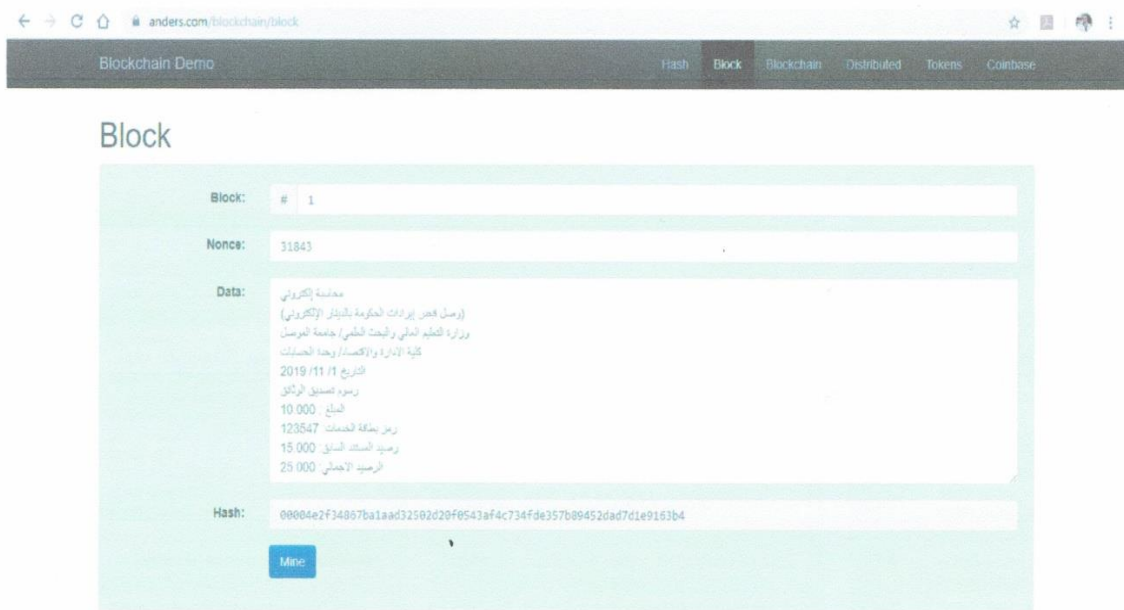 anders.com/blockchain/block
Blockchain Demo Hash Block Blockchain Distributed Tokens Coinbase
Block
Block: # 1
Nonce: 31843
Data:
محاسبة إلكتروني
(وصل قبض إيرادات الحكومة بالدينار الإلكتروني)
وزارة التعليم العالي والبحث العلمي/ جامعة الموصل
كلية الادارة والاقتصاد/ وحدة الحسابات
التاريخ 1/ 11/ 2019
رسوم تصديق الوثائق
المبلغ : 10.000
رمز بطاقة الخدمات: 123547
رصيد المستند السابق: 15.000
الرصيد الاجمالي: 25.000
Hash: 00004e2f34867ba1aad32502d20f0543af4c734fde357b89452dad7d1e9163b4
Mine